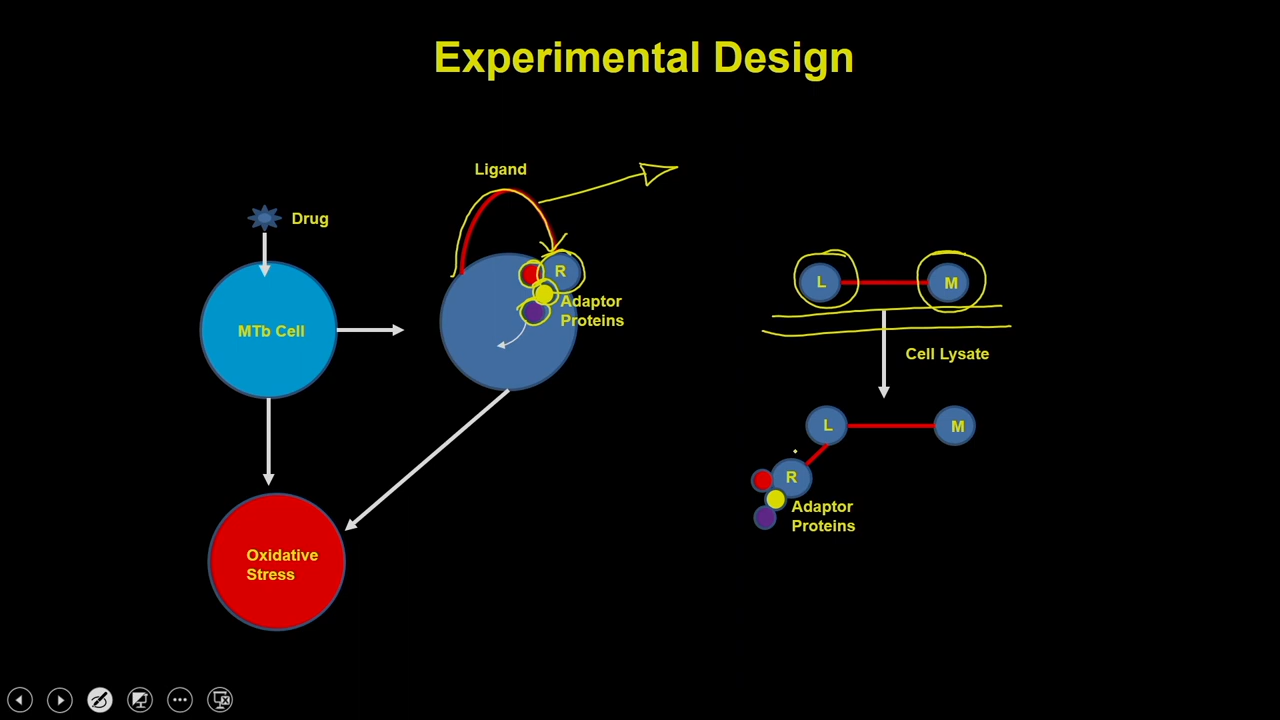 Experimental Design
Ligand
Drug
R
Adaptor
Proteins
MTb Cell
L
M
Cell Lysate
L
M
R
Adaptor
Proteins
Oxidative
Stress